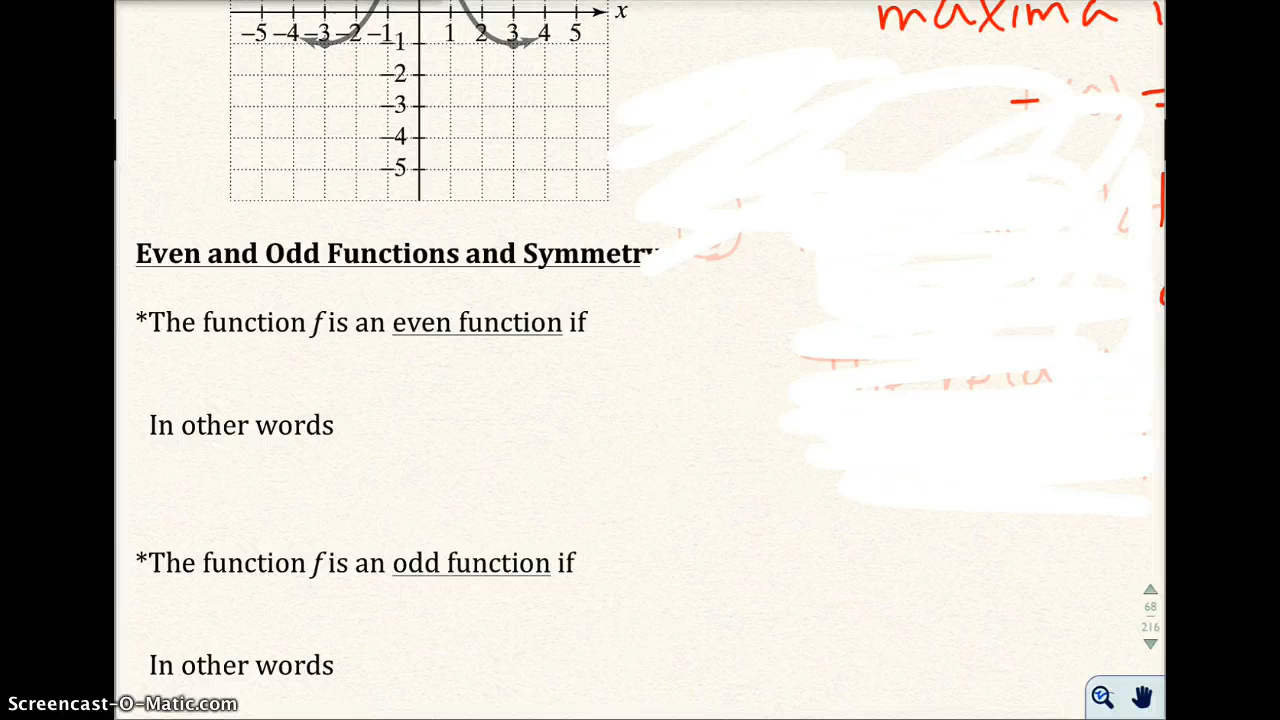 maxima
x
−5 −4 −3 −2 −1 1 2 3 4 5
−1
−2
−3
−4
−5
Even and Odd Functions and Symmetry
*The function f is an even function if
In other words
*The function f is an odd function if
In other words
68
216
Screencast-O-Matic.com